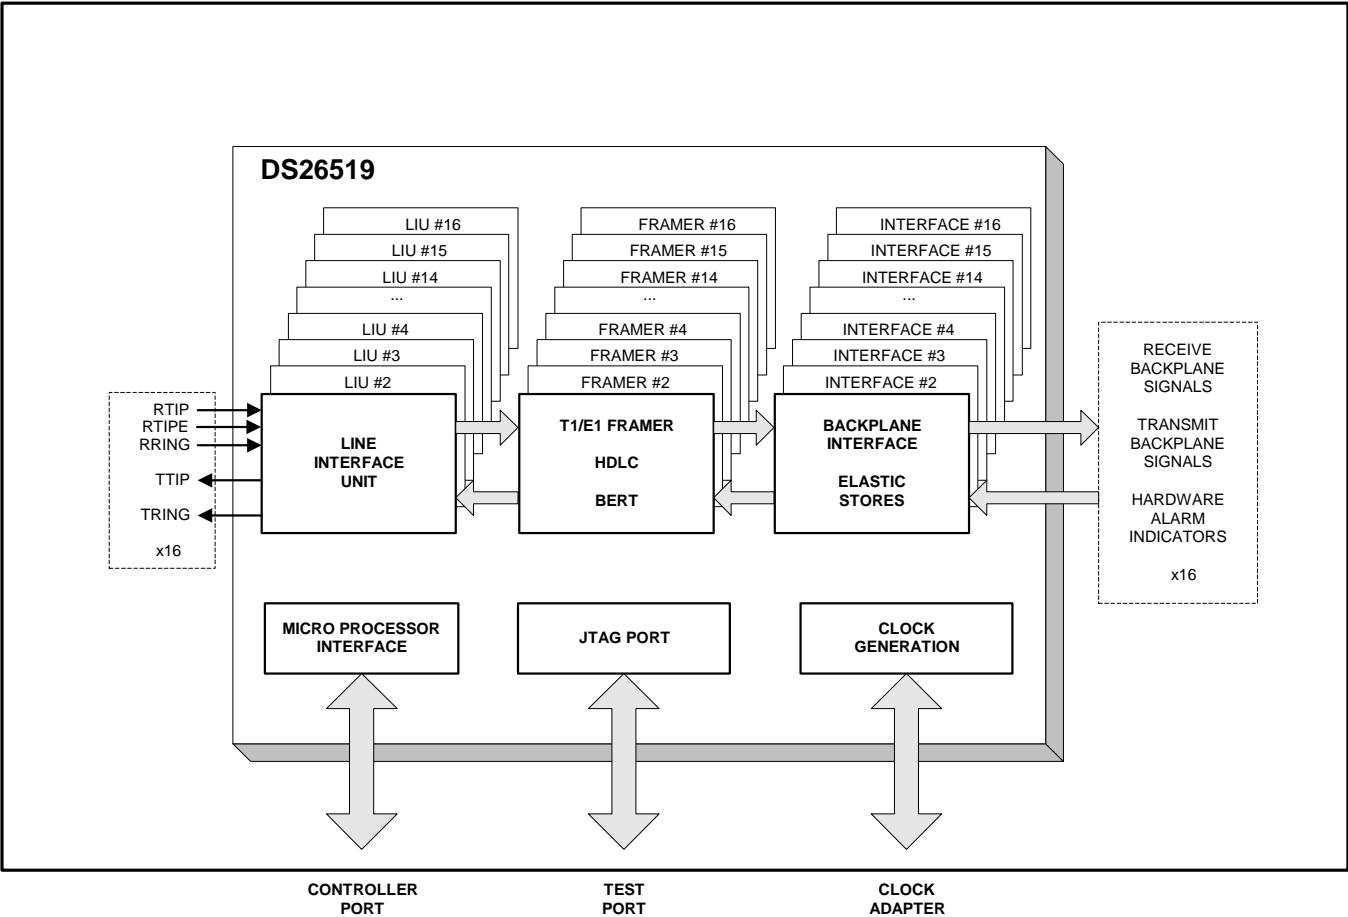 DS26519
LIU #16
LIU #15
LIU #14
...
LIU #4
LIU #3
LIU #2
LINE
INTERFACE
UNIT
FRAMER #16
FRAMER #15
FRAMER #14
...
FRAMER #4
FRAMER #3
FRAMER #2
T1/E1 FRAMER
HDLC
BERT
INTERFACE #16
INTERFACE #15
INTERFACE #14
...
INTERFACE #4
INTERFACE #3
INTERFACE #2
BACKPLANE
INTERFACE
ELASTIC
STORES
RTIP
RTIPE
RRING
TTIP
TRING
x16
RECEIVE
BACKPLANE
SIGNALS
TRANSMIT
BACKPLANE
SIGNALS
HARDWARE
ALARM
INDICATORS
x16
MICRO PROCESSOR
INTERFACE
JTAG PORT
CLOCK
GENERATION
CONTROLLER
PORT
TEST
PORT
CLOCK
ADAPTER